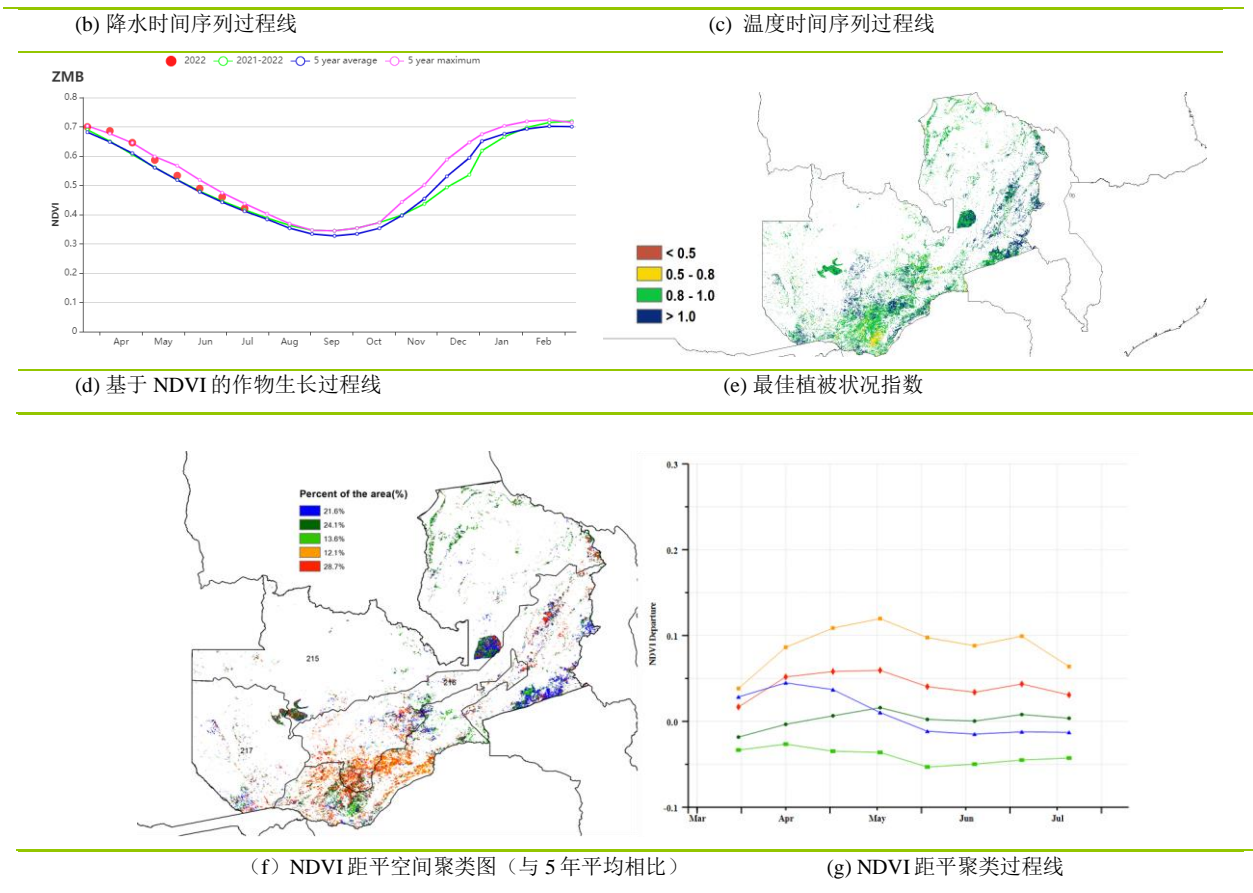 (b) 降水时间序列过程线
(c) 温度时间序列过程线
2022 2021-2022 5 year average 5 year maximum
ZMB
0.8
0.7
0.6
0.5
0.4
0.3
0.2
0.1
0
NDVI
Apr May Jun Jul Aug Sep Oct Nov Dec Jan Feb
< 0.5
0.5 - 0.8
0.8 - 1.0
> 1.0
(d) 基于 NDVI 的作物生长过程线
(e) 最佳植被状况指数
Percent of the area(%)
21.6%
24.1%
13.6%
12.1%
28.7%
215
216
217
0.3
0.2
0.1
0.0
-0.1
NDVI Departure
Mar Apr May Jun Jul
（f）NDVI 距平空间聚类图（与 5 年平均相比）
(g) NDVI 距平聚类过程线